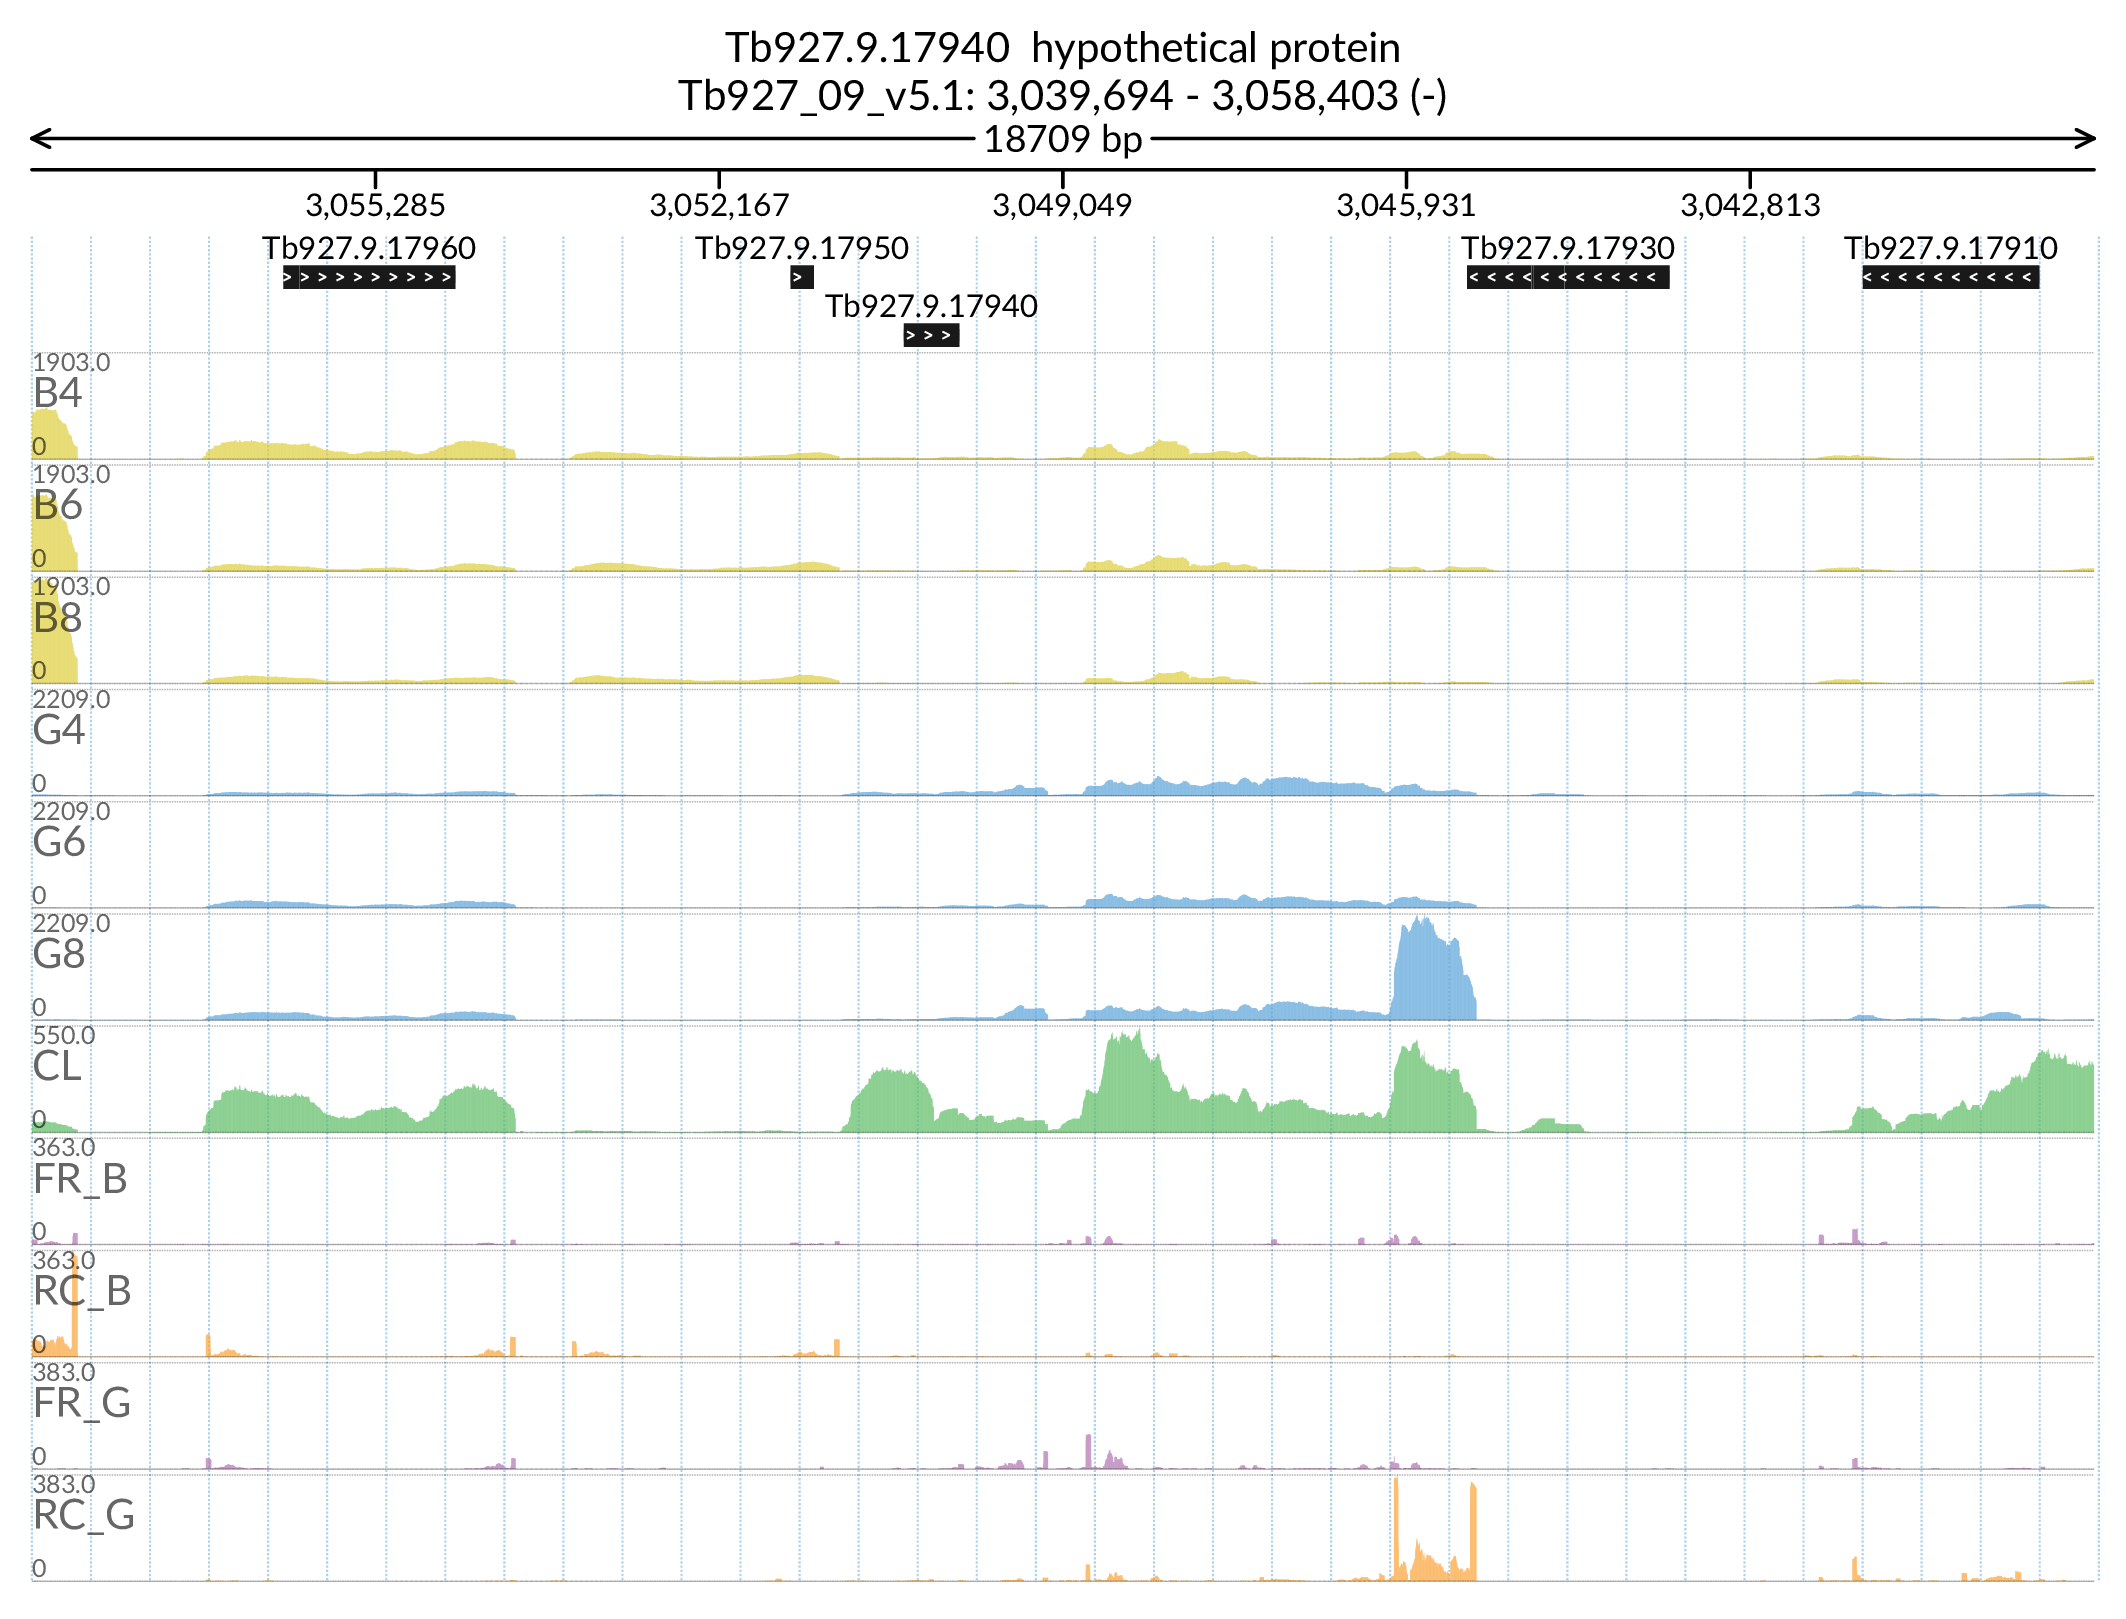 Tb927.9.17940  hypothetical protein
Tb927_09_v5.1: 3,039,694 - 3,058,403 (-)
18709 bp
3,055,285 3,052,167 3,049,049 3,045,931 3,042,813
Tb927.9.17960 Tb927.9.17950 Tb927.9.17930 Tb927.9.17910
Tb927.9.17940
1903.0
B4
0
1903.0
B6
0
1903.0
B8
0
2209.0
G4
0
2209.0
G6
0
2209.0
G8
0
550.0
CL
0
363.0
FR_B
0
363.0
RC_B
0
383.0
FR_G
0
383.0
RC_G
0